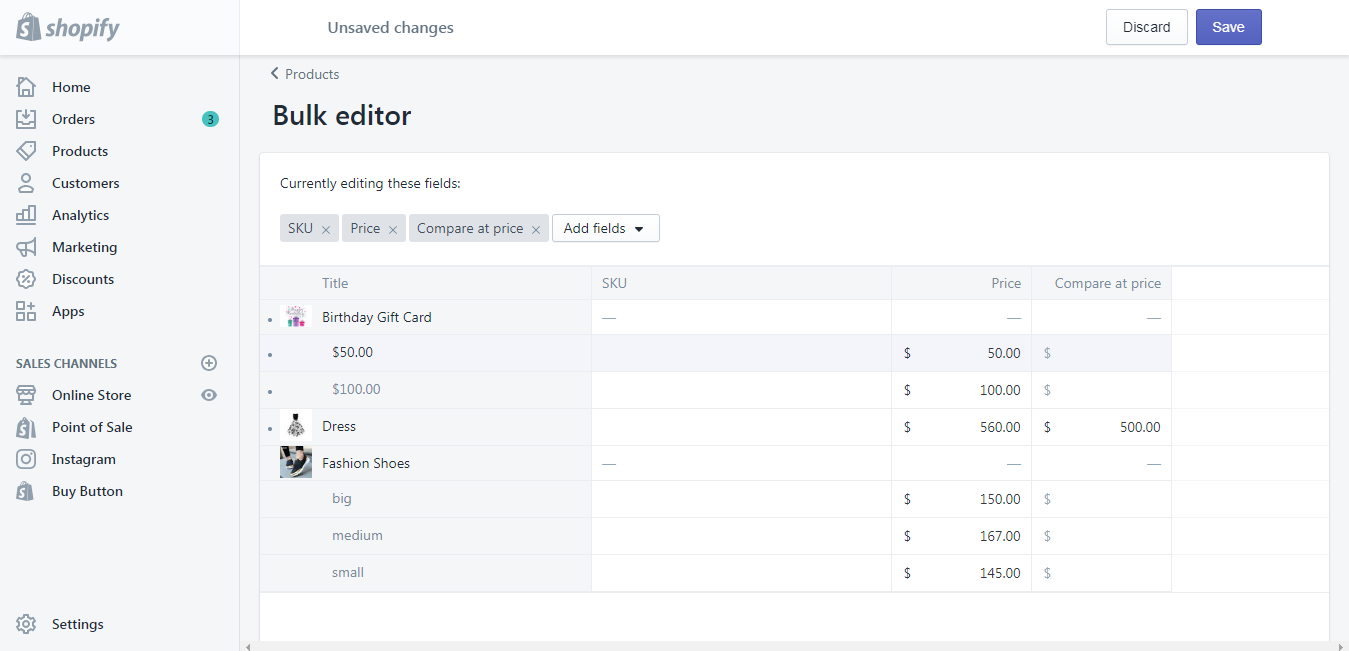 shopify
Unsaved changes
Discard
Save
Home
Orders
3
Products
Customers
Analytics
Marketing
Discounts
Apps
SALES CHANNELS
Online Store
Point of Sale
Instagram
Buy Button
Settings
Products
Bulk editor
Currently editing these fields:
SKU × Price × Compare at price × Add fields
Title SKU Price Compare at price
Birthday Gift Card — — —
$50.00 $ 50.00 $
$100.00 $ 100.00 $
Dress $ 560.00 $ 500.00
Fashion Shoes — — —
big $ 150.00 $
medium $ 167.00 $
small $ 145.00 $